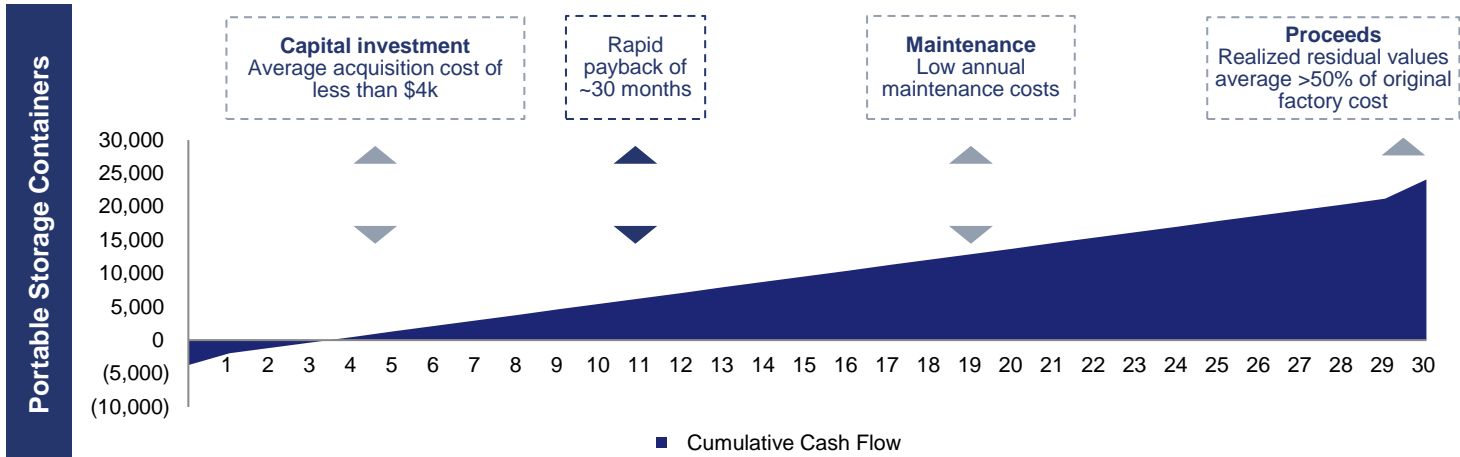 Portable Storage Containers
Capital investment
Average acquisition cost of
less than $4k
Rapid
payback of
~30 months
Maintenance
Low annual
maintenance costs
Proceeds
Realized residual values
average >50% of original
factory cost
30,000
25,000
20,000
15,000
10,000
5,000
0
(5,000)
(10,000)
1 2 3 4 5 6 7 8 9 10 11 12 13 14 15 16 17 18 19 20 21 22 23 24 25 26 27 28 29 30
Cumulative Cash Flow